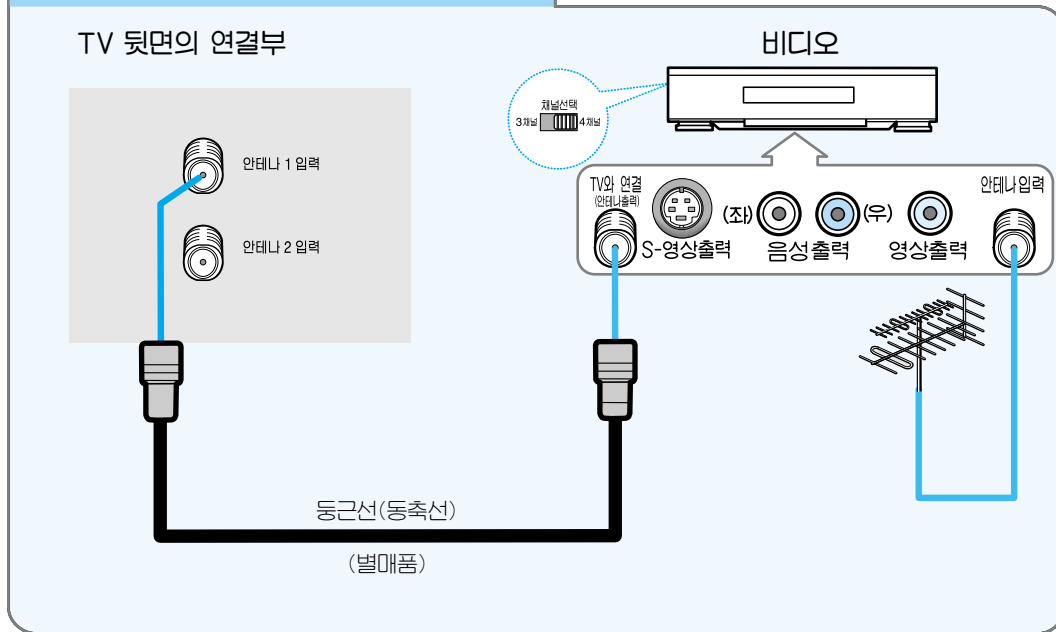 TV 뒷면의 연결부
비디오
채널선택
3채널 4채널
안테나 1 입력
안테나 2 입력
TV와 연결
(안테나출력)
S-영상출력
(좌) (우)
음성출력
영상출력
안테나입력
둥근선(동축선)
(별매품)